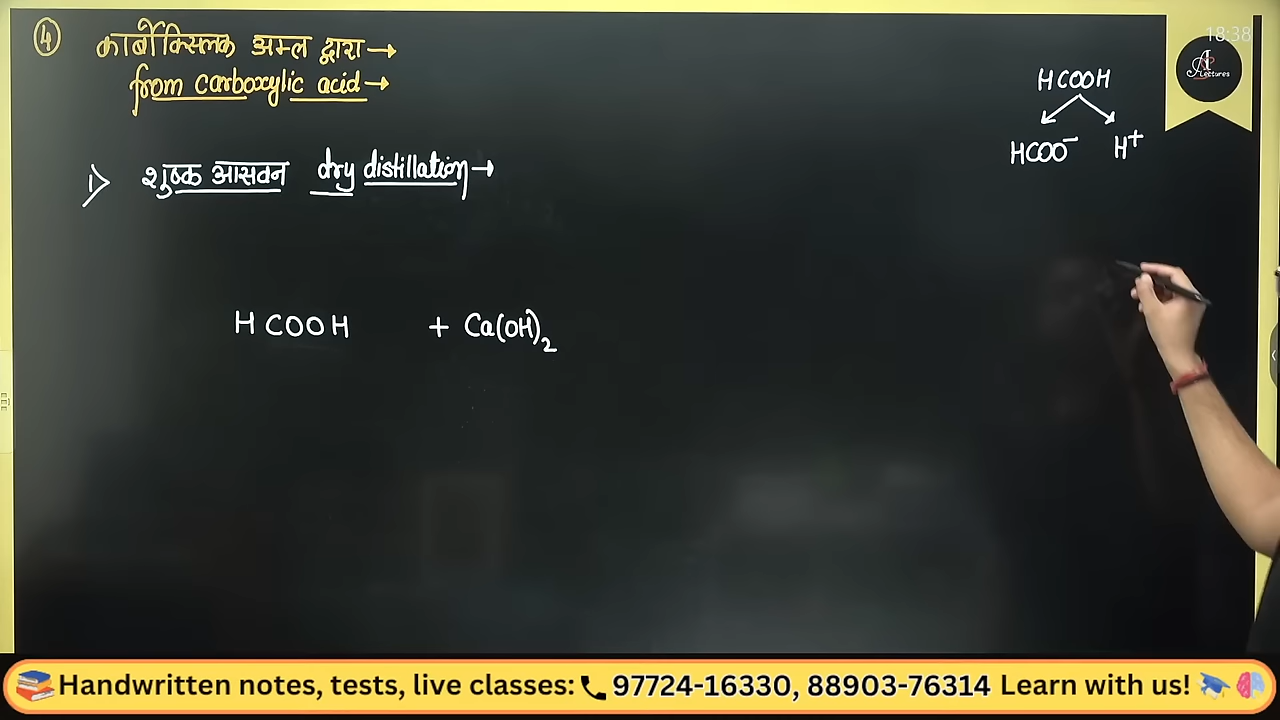 4 कार्बोक्सिलिक अम्ल द्वारा →
from carboxylic acid →
18:38
A Lectures
HCOOH
HCOO⁻ H⁺
1> शुष्क आसवन dry distillation →
HCOOH + Ca(OH)₂
📚Handwritten notes, tests, live classes:📞97724-16330, 88903-76314 Learn with us! 🎓🧠